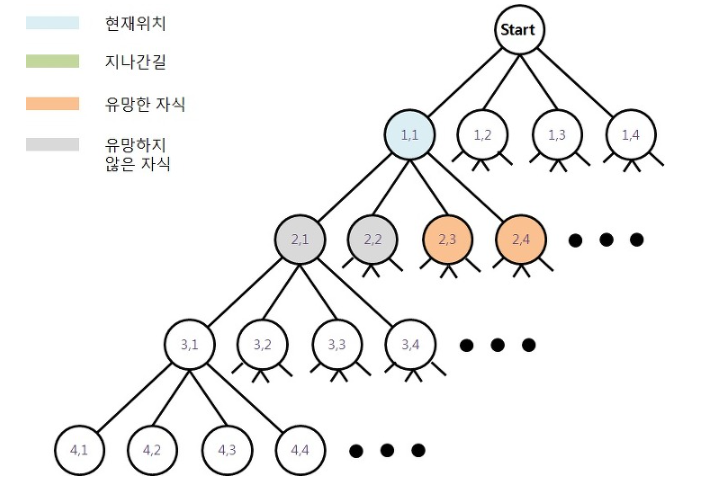 현재위치
지나간길
유망한 자식
유망하지
않은 자식
Start
1,1 1,2 1,3 1,4
2,1 2,2 2,3 2,4
3,1 3,2 3,3 3,4
4,1 4,2 4,3 4,4